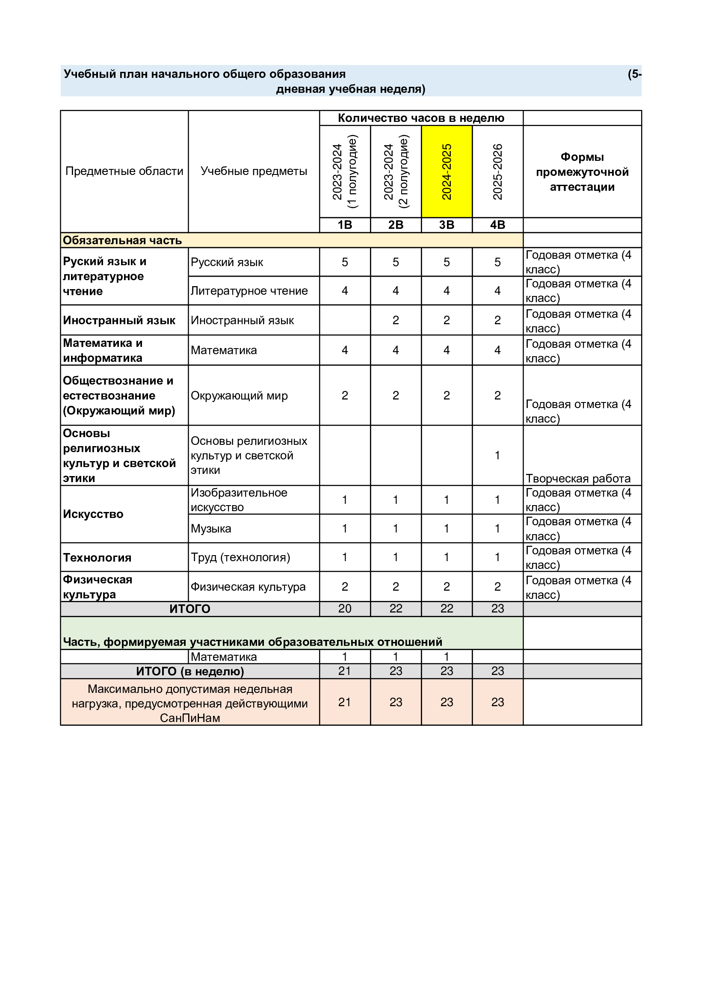 Учебный план начального общего образования (5-
дневная учебная неделя)
Количество часов в неделю
Предметные области
Учебные предметы
2023-2024
(1 полугодие)
2023-2024
(2 полугодие)
2024-2025
2025-2026
Формы
промежуточной
аттестации
1В 2В 3В 4В
Обязательная часть
Руский язык и
литературное
чтение
Русский язык 5 5 5 5
Годовая отметка (4
класс)
Литературное чтение 4 4 4 4
Годовая отметка (4
класс)
Иностранный язык Иностранный язык 2 2 2
Годовая отметка (4
класс)
Математика и
информатика
Математика 4 4 4 4
Годовая отметка (4
класс)
Обществознание и
естествознание
(Окружающий мир)
Окружающий мир 2 2 2 2
Годовая отметка (4
класс)
Основы
религиозных
культур и светской
этики
Основы религиозных
культур и светской
этики
1
Творческая работа
Искусство
Изобразительное
искусство
1 1 1 1
Годовая отметка (4
класс)
Музыка 1 1 1 1
Годовая отметка (4
класс)
Технология Труд (технология) 1 1 1 1
Годовая отметка (4
класс)
Физическая
культура
Физическая культура 2 2 2 2
Годовая отметка (4
класс)
ИТОГО 20 22 22 23
Часть, формируемая участниками образовательных отношений
Математика 1 1 1
ИТОГО (в неделю) 21 23 23 23
Максимально допустимая недельная
нагрузка, предусмотренная действующими
СанПиНам
21 23 23 23